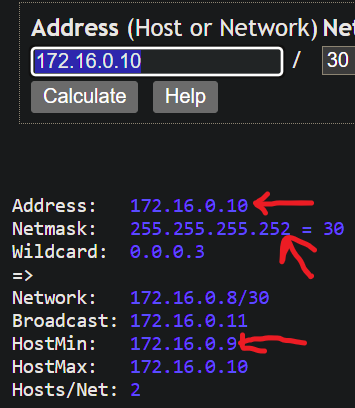 Address (Host or Network) Ne
172.16.0.10 / 30
Calculate Help
Address: 172.16.0.10
Netmask: 255.255.255.252 = 30
Wildcard: 0.0.0.3
=>
Network: 172.16.0.8/30
Broadcast: 172.16.0.11
HostMin: 172.16.0.9
HostMax: 172.16.0.10
Hosts/Net: 2